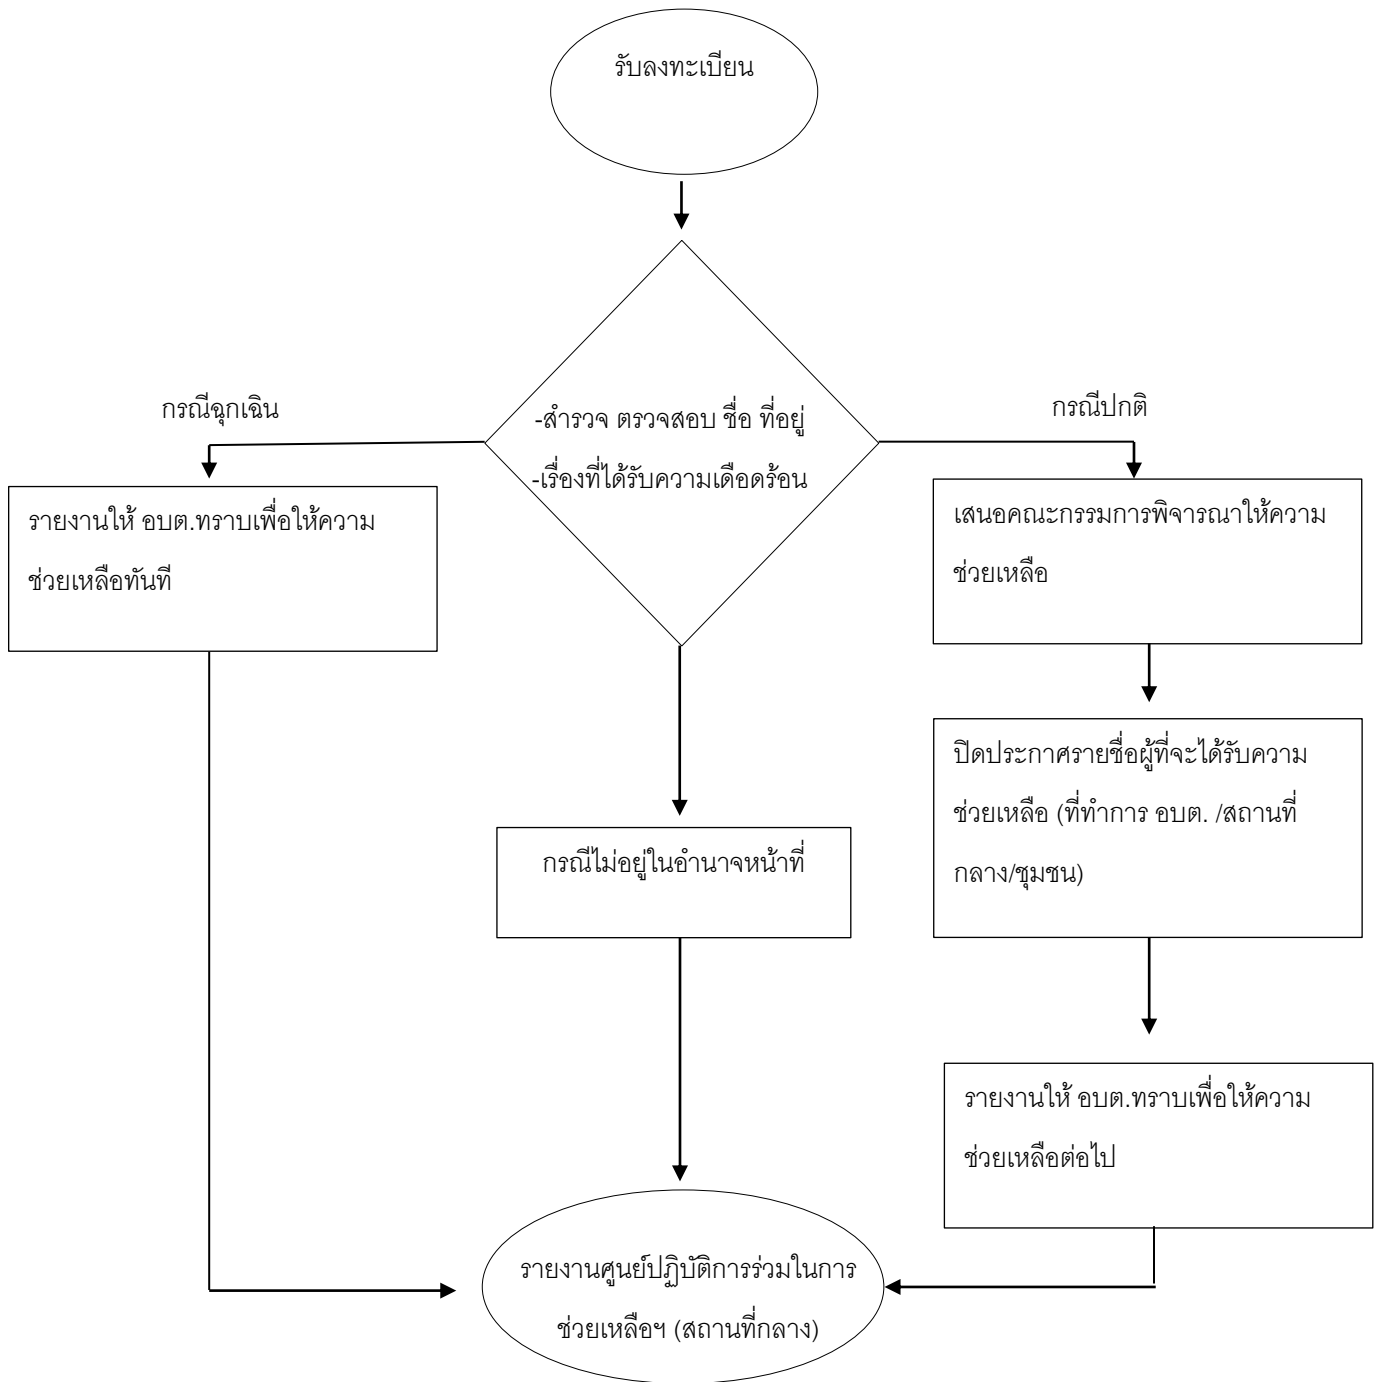 รับลงทะเบียน
กรณีฉุกเฉิน
-สำรวจ ตรวจสอบ ชื่อ ที่อยู่
-เรื่องที่ได้รับความเดือดร้อน
กรณีปกติ
รายงานให้ อบต.ทราบเพื่อให้ความ
ช่วยเหลือทันที
เสนอคณะกรรมการพิจารณาให้ความ
ช่วยเหลือ
ปิดประกาศรายชื่อผู้ที่จะได้รับความ
ช่วยเหลือ (ที่ทำการ อบต. /สถานที่
กลาง/ชุมชน)
กรณีไม่อยู่ในอำนาจหน้าที่
รายงานให้ อบต.ทราบเพื่อให้ความ
ช่วยเหลือต่อไป
รายงานศูนย์ปฏิบัติการร่วมในการ
ช่วยเหลือฯ (สถานที่กลาง)